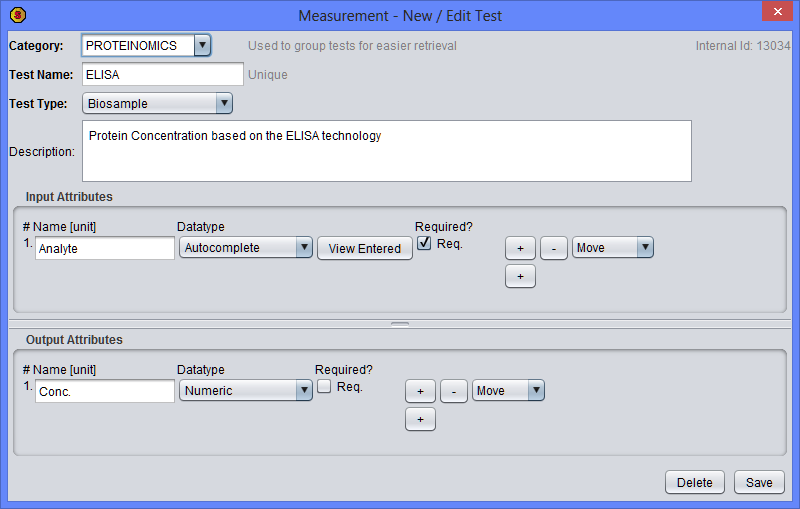 Measurement - New / Edit Test
Category: PROTEINOMICS Used to group tests for easier retrieval Internal Id: 13034
Test Name: ELISA Unique
Test Type: Biosample
Description: Protein Concentration based on the ELISA technology
Input Attributes
# Name [unit] Datatype Required?
1. Analyte Autocomplete View Entered Req. + - Move
+
Output Attributes
# Name [unit] Datatype Required?
1. Conc. Numeric Req. + - Move
+
Delete Save